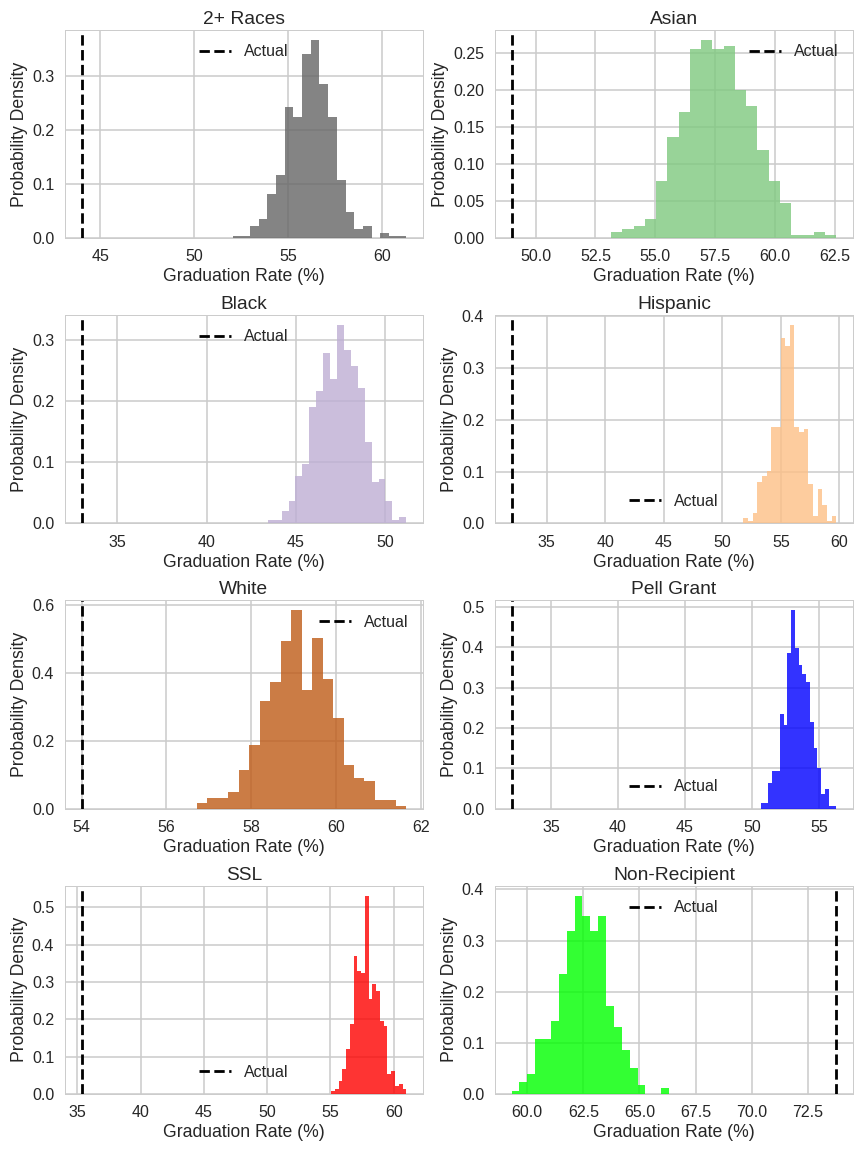 2+ Races
Actual
Probability Density
0.3
0.2
0.1
0.0
45 50 55 60
Graduation Rate (%)
Asian
Actual
Probability Density
0.25
0.20
0.15
0.10
0.05
0.00
50.0 52.5 55.0 57.5 60.0 62.5
Graduation Rate (%)
Black
Actual
Probability Density
0.3
0.2
0.1
0.0
35 40 45 50
Graduation Rate (%)
Hispanic
Probability Density
0.4
0.3
0.2
0.1
0.0
Actual
35 40 45 50 55 60
Graduation Rate (%)
White
Actual
Probability Density
0.6
0.4
0.2
0.0
54 56 58 60 62
Graduation Rate (%)
Pell Grant
Probability Density
0.5
0.4
0.3
0.2
0.1
0.0
Actual
35 40 45 50 55
Graduation Rate (%)
SSL
Probability Density
0.5
0.4
0.3
0.2
0.1
0.0
Actual
35 40 45 50 55 60
Graduation Rate (%)
Non-Recipient
Actual
Probability Density
0.4
0.3
0.2
0.1
0.0
60.0 62.5 65.0 67.5 70.0 72.5
Graduation Rate (%)